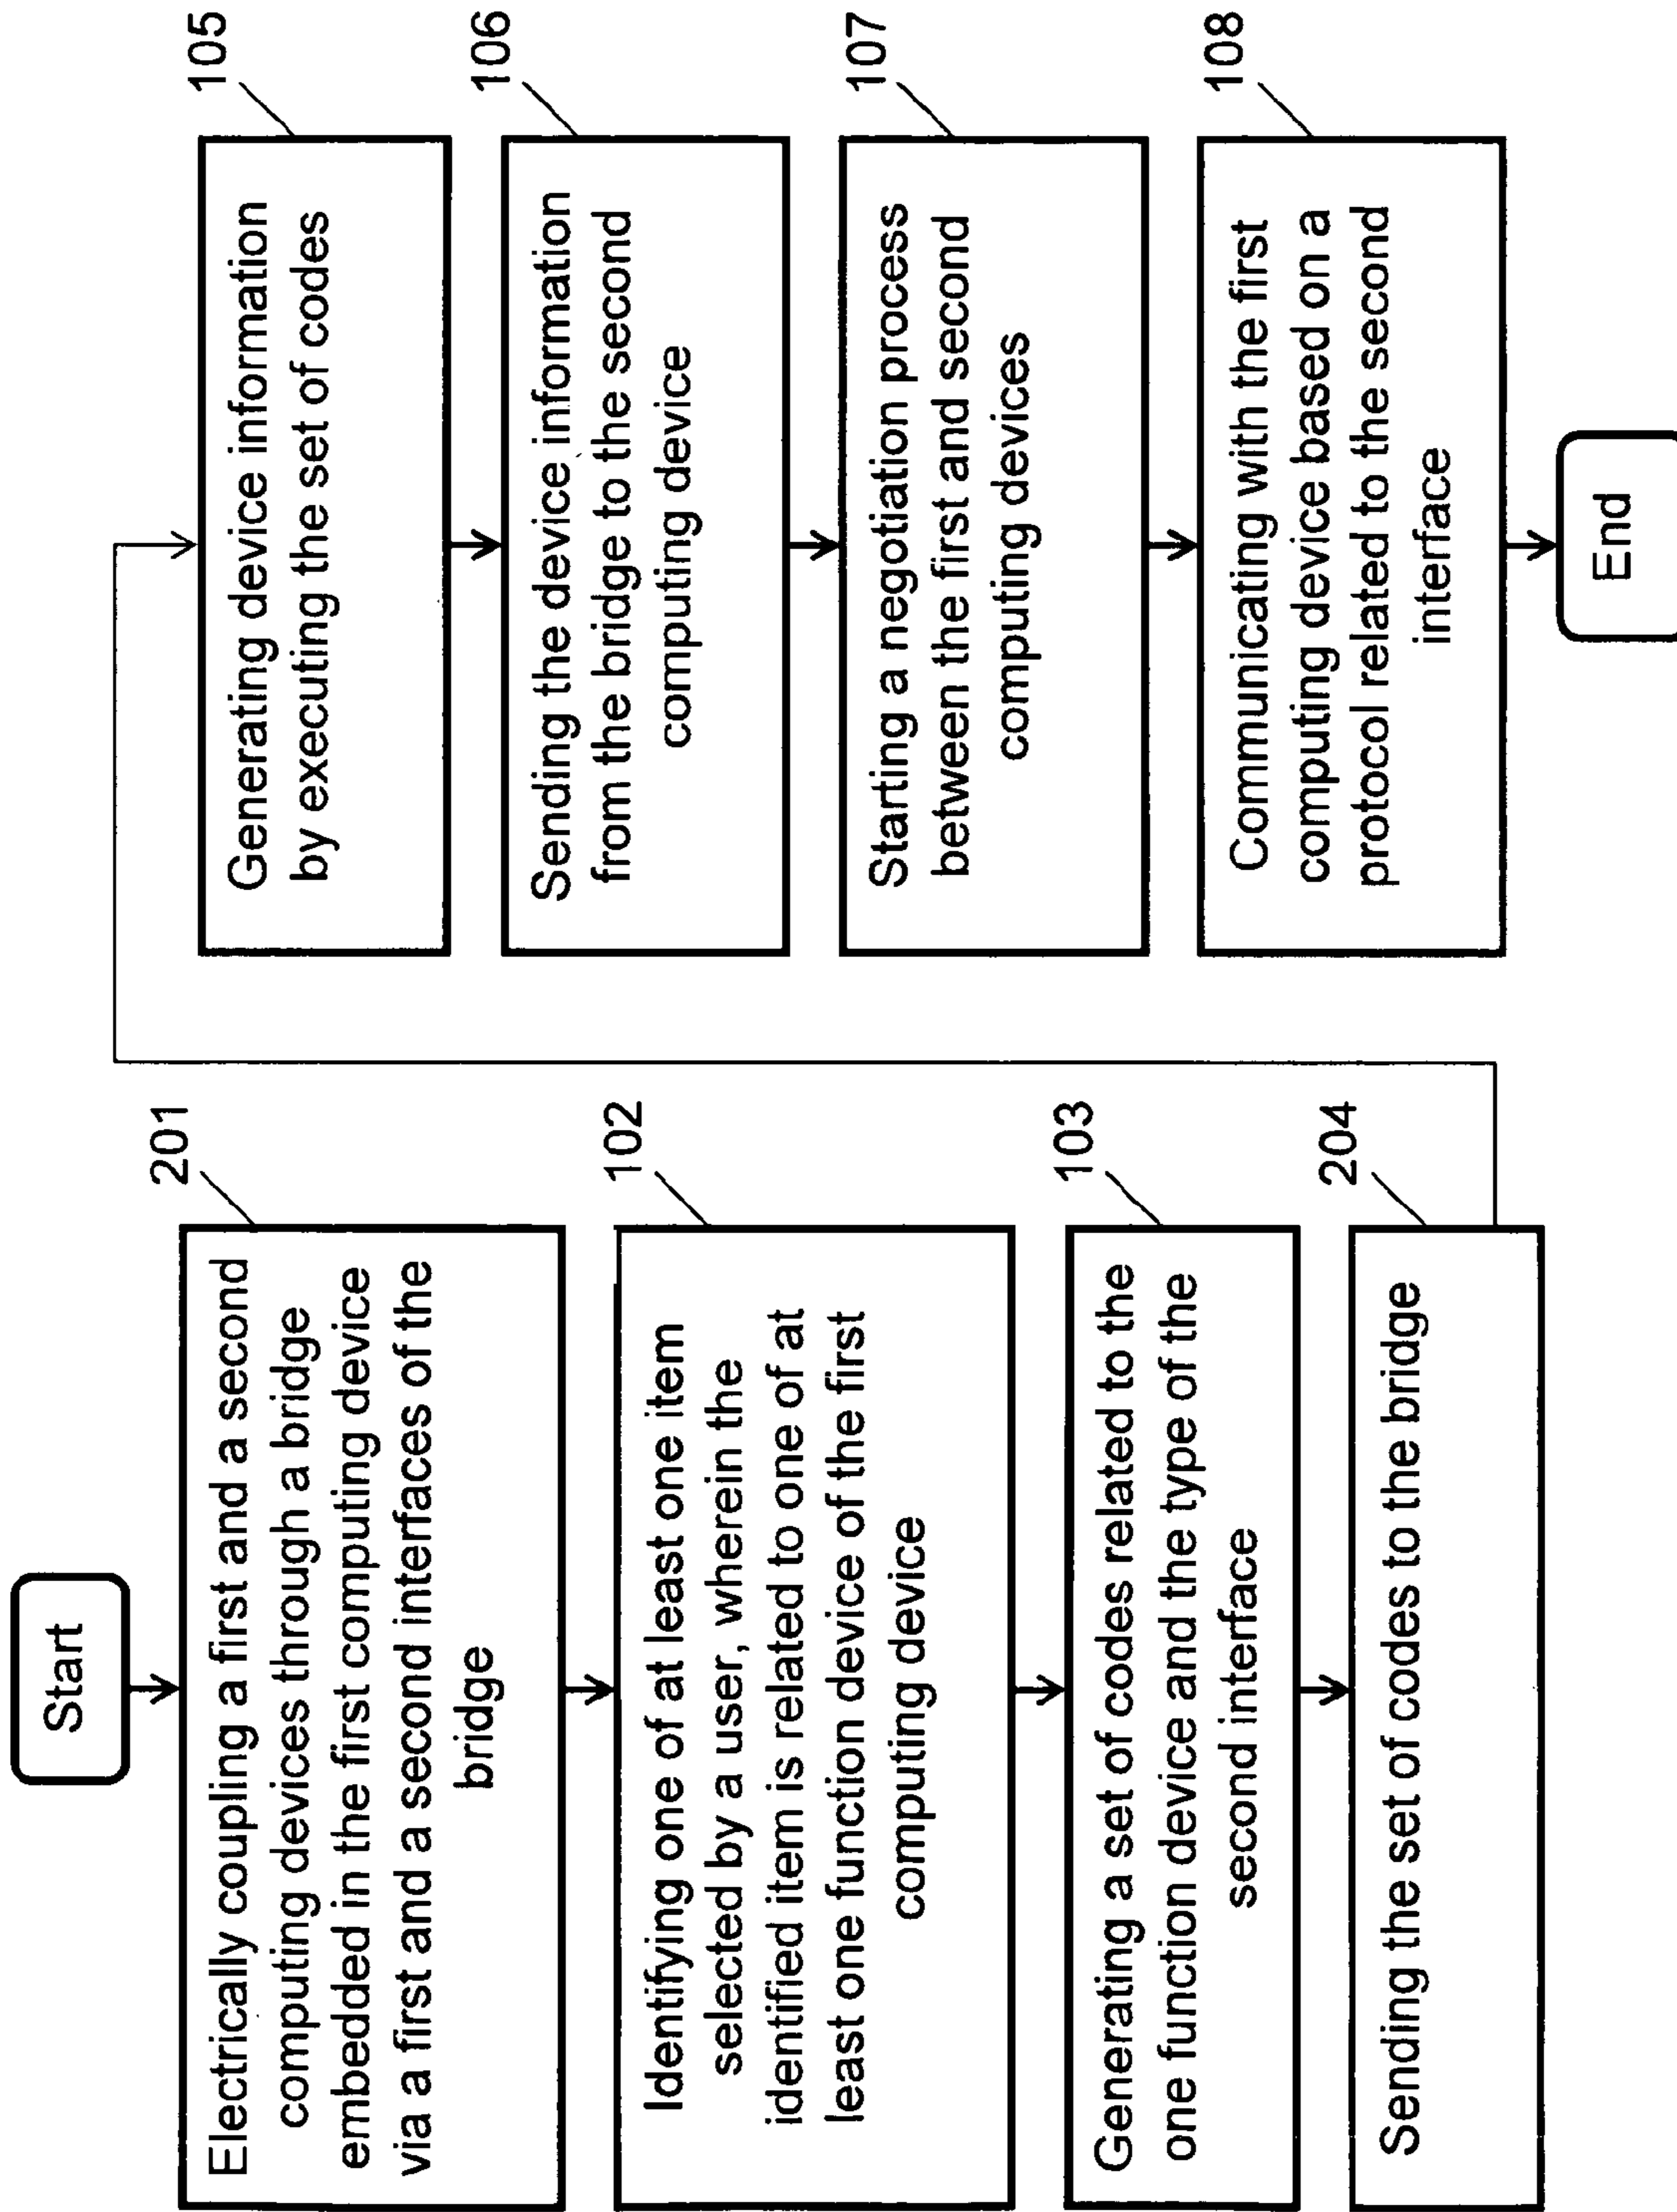 Start
201
Electrically coupling a first and a second
computing devices through a bridge
embedded in the first computing device
via a first and a second interfaces of the
bridge
102
Identifying one of at least one item
selected by a user, wherein the
identified item is related to one of at
least one function device of the first
computing device
103
Generating a set of codes related to the
one function device and the type of the
second interface
204
Sending the set of codes to the bridge
105
Generating device information
by executing the set of codes
106
Sending the device information
from the bridge to the second
computing device
107
Starting a negotiation process
between the first and second
computing devices
108
Communicating with the first
computing device based on a
protocol related to the second
interface
End